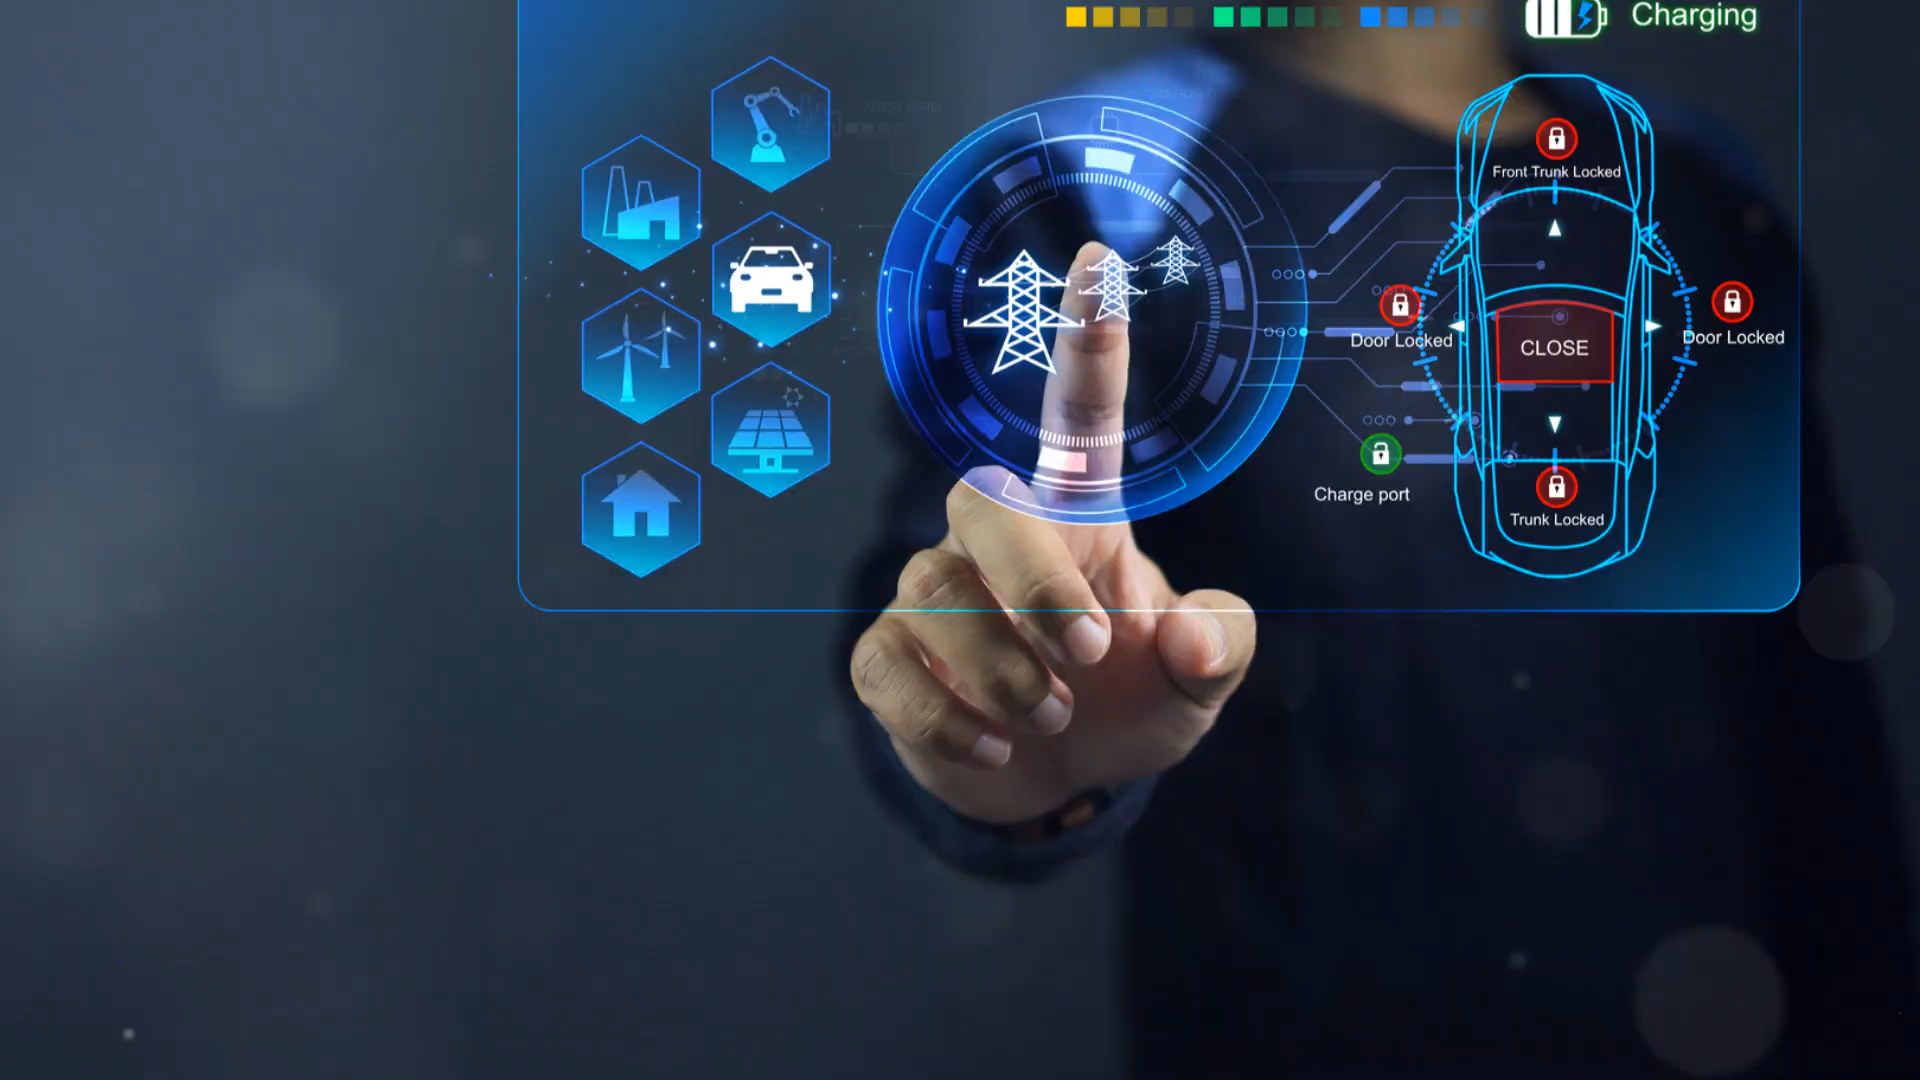 Charging
Front Trunk Locked
Door Locked
Door Locked
CLOSE
Charge port
Trunk Locked